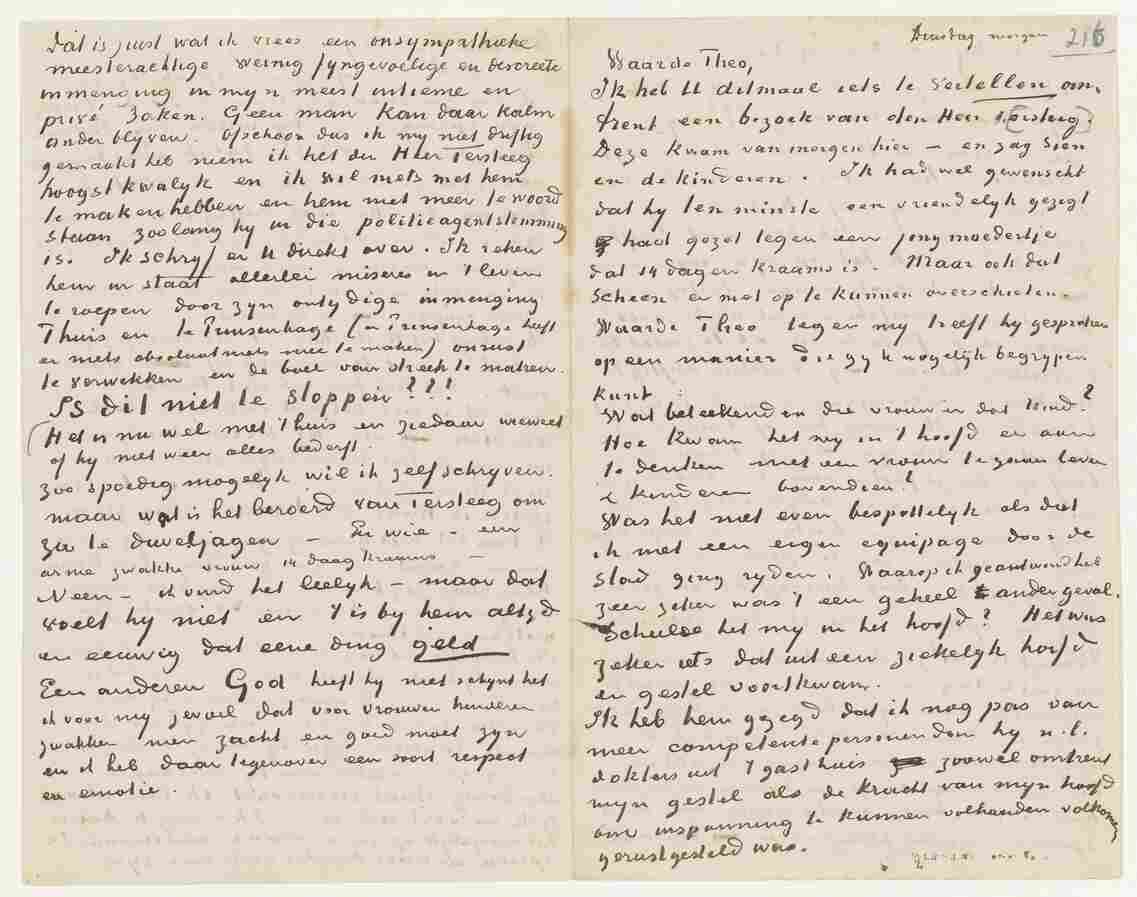 Dat is juist wat ik vrees een onsympathieke
meesterachtige weinig fyngevoelige en discreete
inmenging in myn meest intieme en
privé zaken. Geen man kan daar kalm
onder blyven. Ofschoon dus ik my niet driftig
gemaakt heb neem ik het den Heer Tersteeg
hoogst kwalyk en ik wil niets met hem
te maken hebben en hem niet meer te woord
staan zoolang hy in die politieagentstemming
is. Ik schryf er U direkt over. Ik reken
hem in staat allerlei misères in 't leven
te roepen door zyn ontydige inmenging
Thuis en te Prinsenhage (in Prinsenhage heeft
er niets absoluut niets mee te maken) onrust
te verwekken en de boel van streek te maken.
Is dit niet te stoppen???!
(Het is nu wel met Thuis en ziedaar wie weet
of hy niet weer alles bederft.
zoo spoedig mogelyk wil ik zelf schryven.
maar wat is het beroerd van Tersteeg om
zóó te duveljagen – En wie – een
arme zwakke vrouw 14 daag kraams –
Neen – ik vind het leelyk – maar dat
voelt hy niet en 't is by hem altyd
en eeuwig dat eene ding geld
Een anderen God heeft hy niet schynt het
ik voor my gevoel dat voor vrouwen kinderen
zwakken men zacht en goed moet zyn
en ik heb daar tegenover een soort respect
en emotie.
Dinsdag morgen
216
Waarde Theo,
Ik heb U ditmaal iets te vertellen om-
trent een bezoek van den Heer [Tersteeg.]
Deze kwam van morgen hier – en zag Sien
en de kinderen. Ik had wel gewenscht
dat hy ten minste een vriendelyk gezigt
had gezet tegen een jong moedertje
dat 14 dagen kraams is. Maar ook dat
scheen er niet op te kunnen overschieten.
Waarde Theo tegen my heeft hy gesproken
op een manier die gy U mogelyk begrypen
kunt
Wat beteekenden die vrouw en dat kind?
Hoe kwam het my in 't hoofd er aan
te denken met een vrouw te gaan leven
& kinderen bovendien?
Was het niet even bespottelyk als dat
ik met een eigen equipage door de
stad ging ryden. Waarop ik geantwoord heb
zeer zeker was 't een geheel ander geval.
Scheelde het my in het hoofd? Het was
zeker iets dat uit een ziekelyk hoofd
en gestel voortkwam.
Ik heb hem gezegd dat ik nog pas van
meer competente personen dan hy n.l.
dokters uit 't gasthuis zoowel omtrent
myn gestel als de kracht van myn hoofd
om inspanning te kunnen volhouden volkomen
gerustgesteld was.